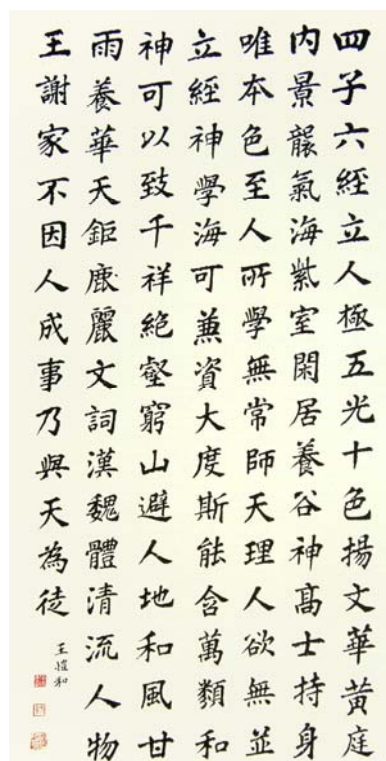 四子六經立人極五光十色揚文華黃庭
内景氣海紫室閑居養谷神高士持身
唯本色至人所學無常師天理人欲無並
立經神學海可兼資大度斯能含萬類和
神可以致千祥絕壑窮山避人地和風甘
雨養華天鉅鹿麗文詞漢魏體清流人物
王謝家不因人成事乃與天為徒
王愷和